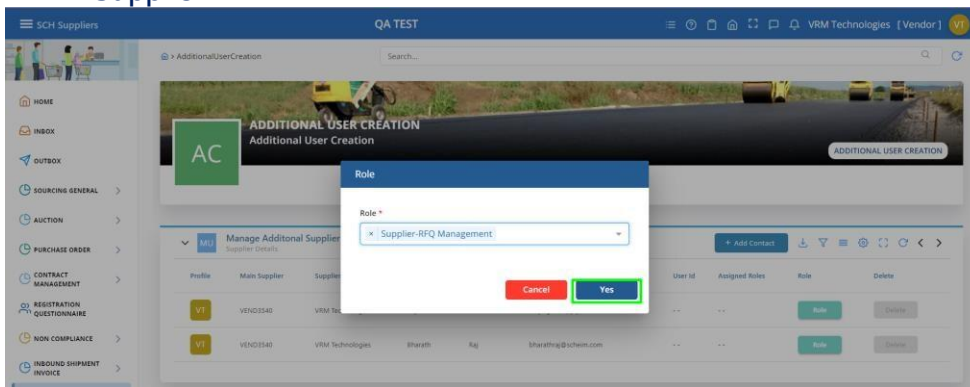 SCH Suppliers
QA TEST
VRM Technologies [ Vendor ] VT
> AdditionalUserCreation
Search...
HOME
INBOX
OUTBOX
SOURCING GENERAL
AUCTION
PURCHASE ORDER
CONTRACT
MANAGEMENT
REGISTRATION
QUESTIONNAIRE
NON COMPLIANCE
INBOUND SHIPMENT
INVOICE
AC
ADDITIONAL USER CREATION
Additional User Creation
ADDITIONAL USER CREATION
Role
Role *
× Supplier-RFQ Management
Cancel Yes
MU Manage Additonal Supplier
Supplier Details
+ Add Contact
Profile Main Supplier User Id Assigned Roles Role Delete
VT VEND3540 - - - - Role Delete
VT VEND3540 VRM Technologies Bharath Raj bharathraj@scheim.com - - - - Role Delete